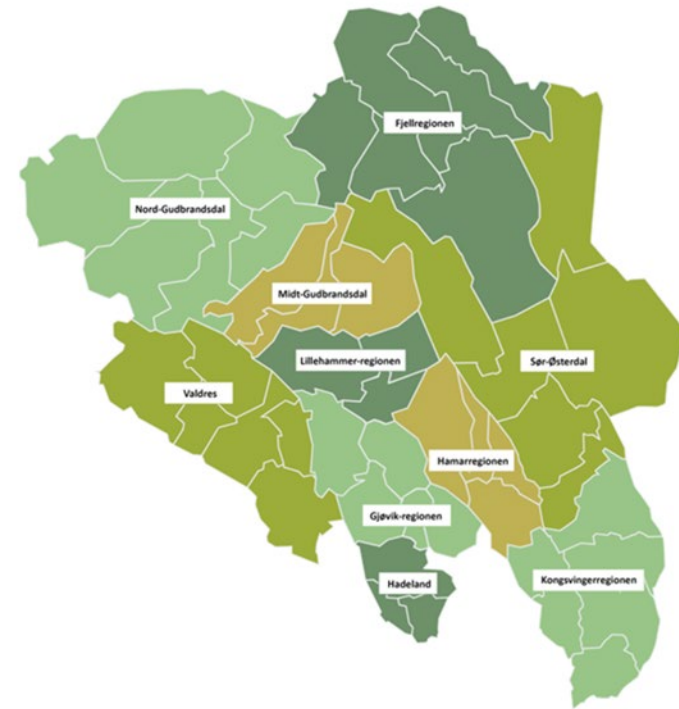 Fjellregionen
Nord-Gudbrandsdal
Midt-Gudbrandsdal
Lillehammer-regionen
Sør-Østerdal
Valdres
Hamarregionen
Gjøvik-regionen
Hadeland
Kongsvingerregionen